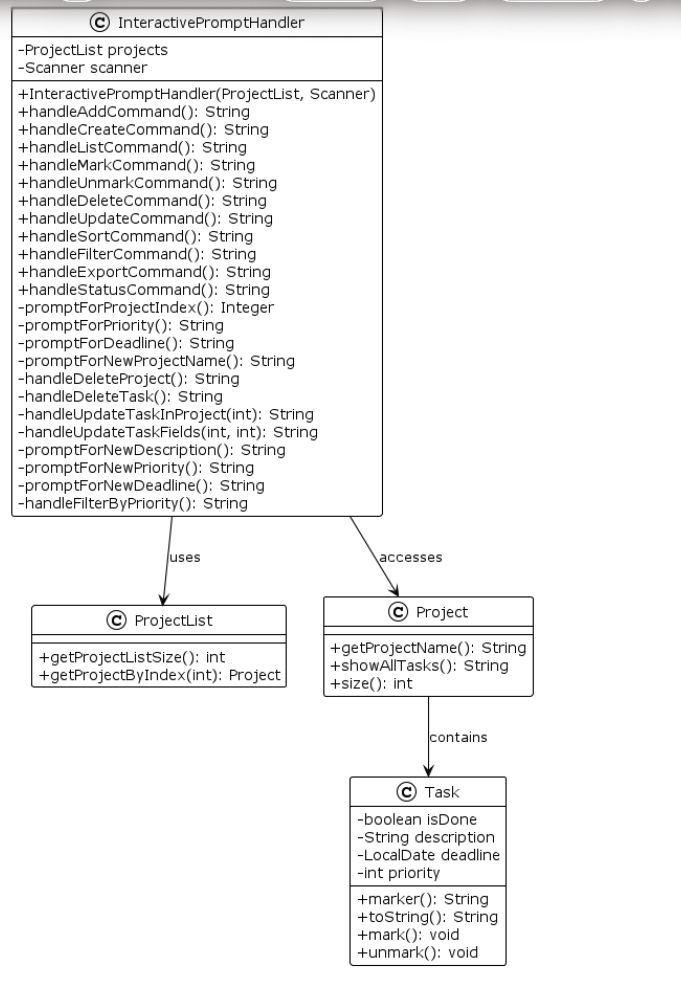 C InteractivePromptHandler
-ProjectList projects
-Scanner scanner
+InteractivePromptHandler(ProjectList, Scanner)
+handleAddCommand(): String
+handleCreateCommand(): String
+handleListCommand(): String
+handleMarkCommand(): String
+handleUnmarkCommand(): String
+handleDeleteCommand(): String
+handleUpdateCommand(): String
+handleSortCommand(): String
+handleFilterCommand(): String
+handleExportCommand(): String
+handleStatusCommand(): String
-promptForProjectIndex(): Integer
-promptForPriority(): String
-promptForDeadline(): String
-promptForNewProjectName(): String
-handleDeleteProject(): String
-handleDeleteTask(): String
-handleUpdateTaskInProject(int): String
-handleUpdateTaskFields(int, int): String
-promptForNewDescription(): String
-promptForNewPriority(): String
-promptForNewDeadline(): String
-handleFilterByPriority(): String
uses
accesses
C ProjectList
+getProjectListSize(): int
+getProjectByIndex(int): Project
C Project
+getProjectName(): String
+showAllTasks(): String
+size(): int
contains
C Task
-boolean isDone
-String description
-LocalDate deadline
-int priority
+marker(): String
+toString(): String
+mark(): void
+unmark(): void